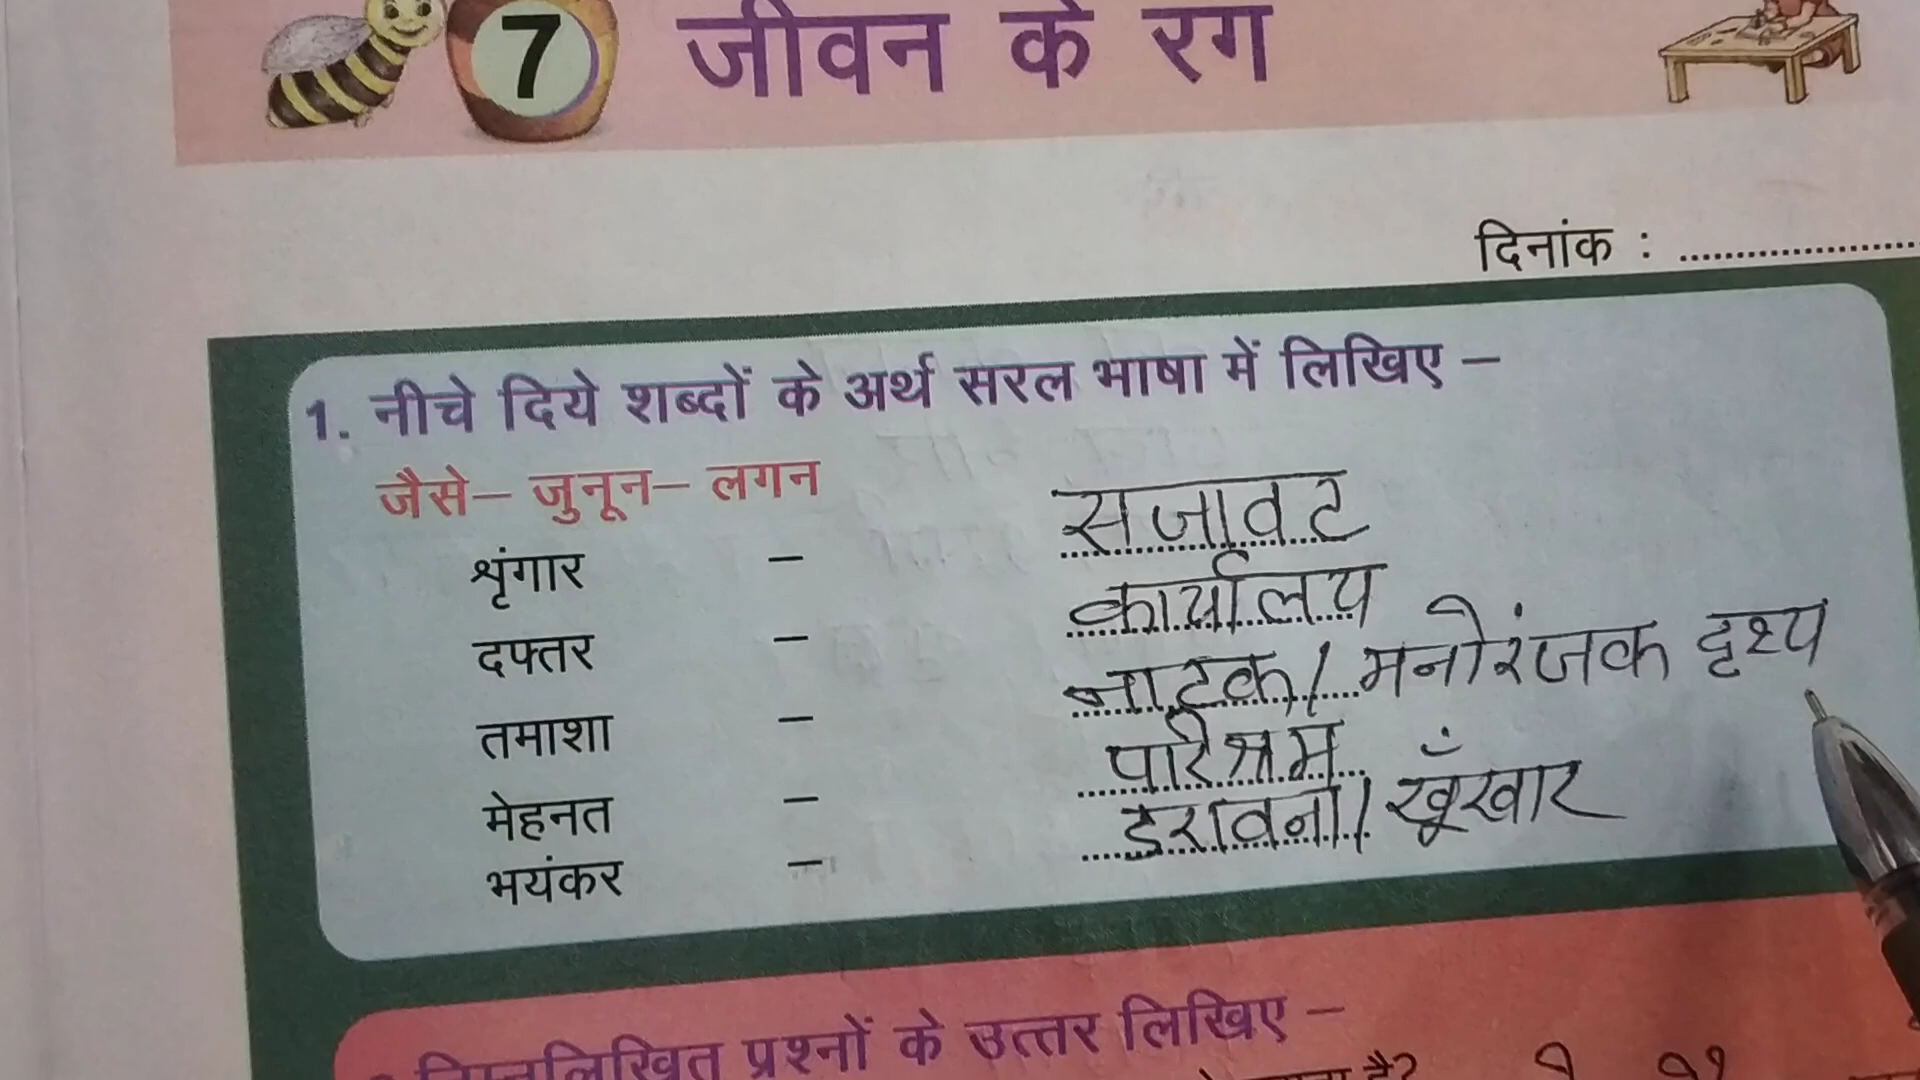 7 जीवन के रंग
दिनांक : ....................
1. नीचे दिये शब्दों के अर्थ सरल भाषा में लिखिए –
जैसे– जुनून– लगन
श्रृंगार – सजावट
दफ्तर – कार्यालय
तमाशा – नाटक/ मनोरंजक दृश्य
मेहनत – परिश्रम
भयंकर – डरावना/ खूँखार
निम्नलिखित प्रश्नों के उत्तर लिखिए –
है?